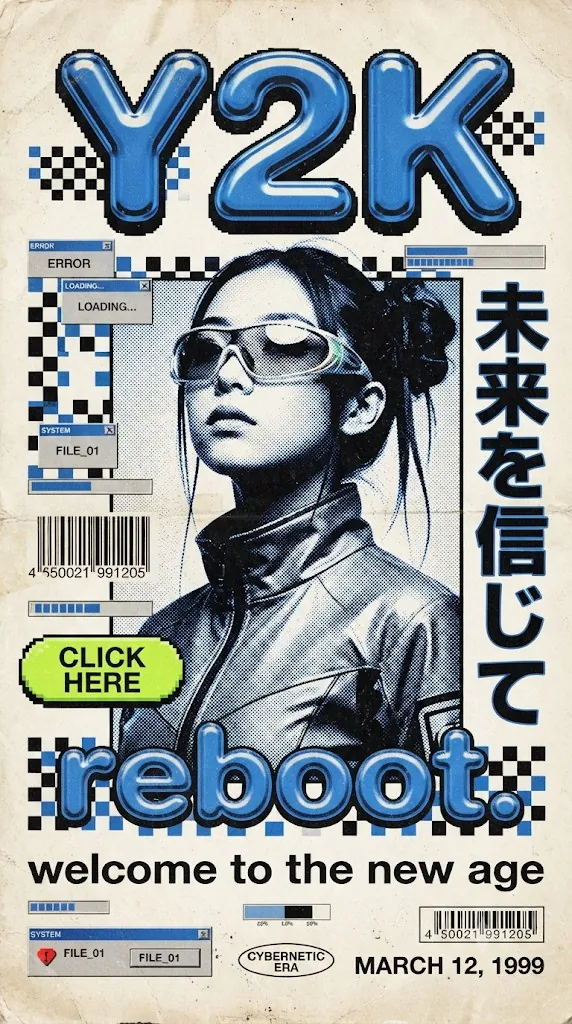 Y2K
ERROR
ERROR
LOADING...
LOADING...
未来を信じて
SYSTEM
FILE_01
4 550021 991205
CLICK
HERE
reboot.
welcome to the new age
SYSTEM
FILE_01
FILE_01
CYBERNETIC
ERA
4 50021 991205
MARCH 12, 1999